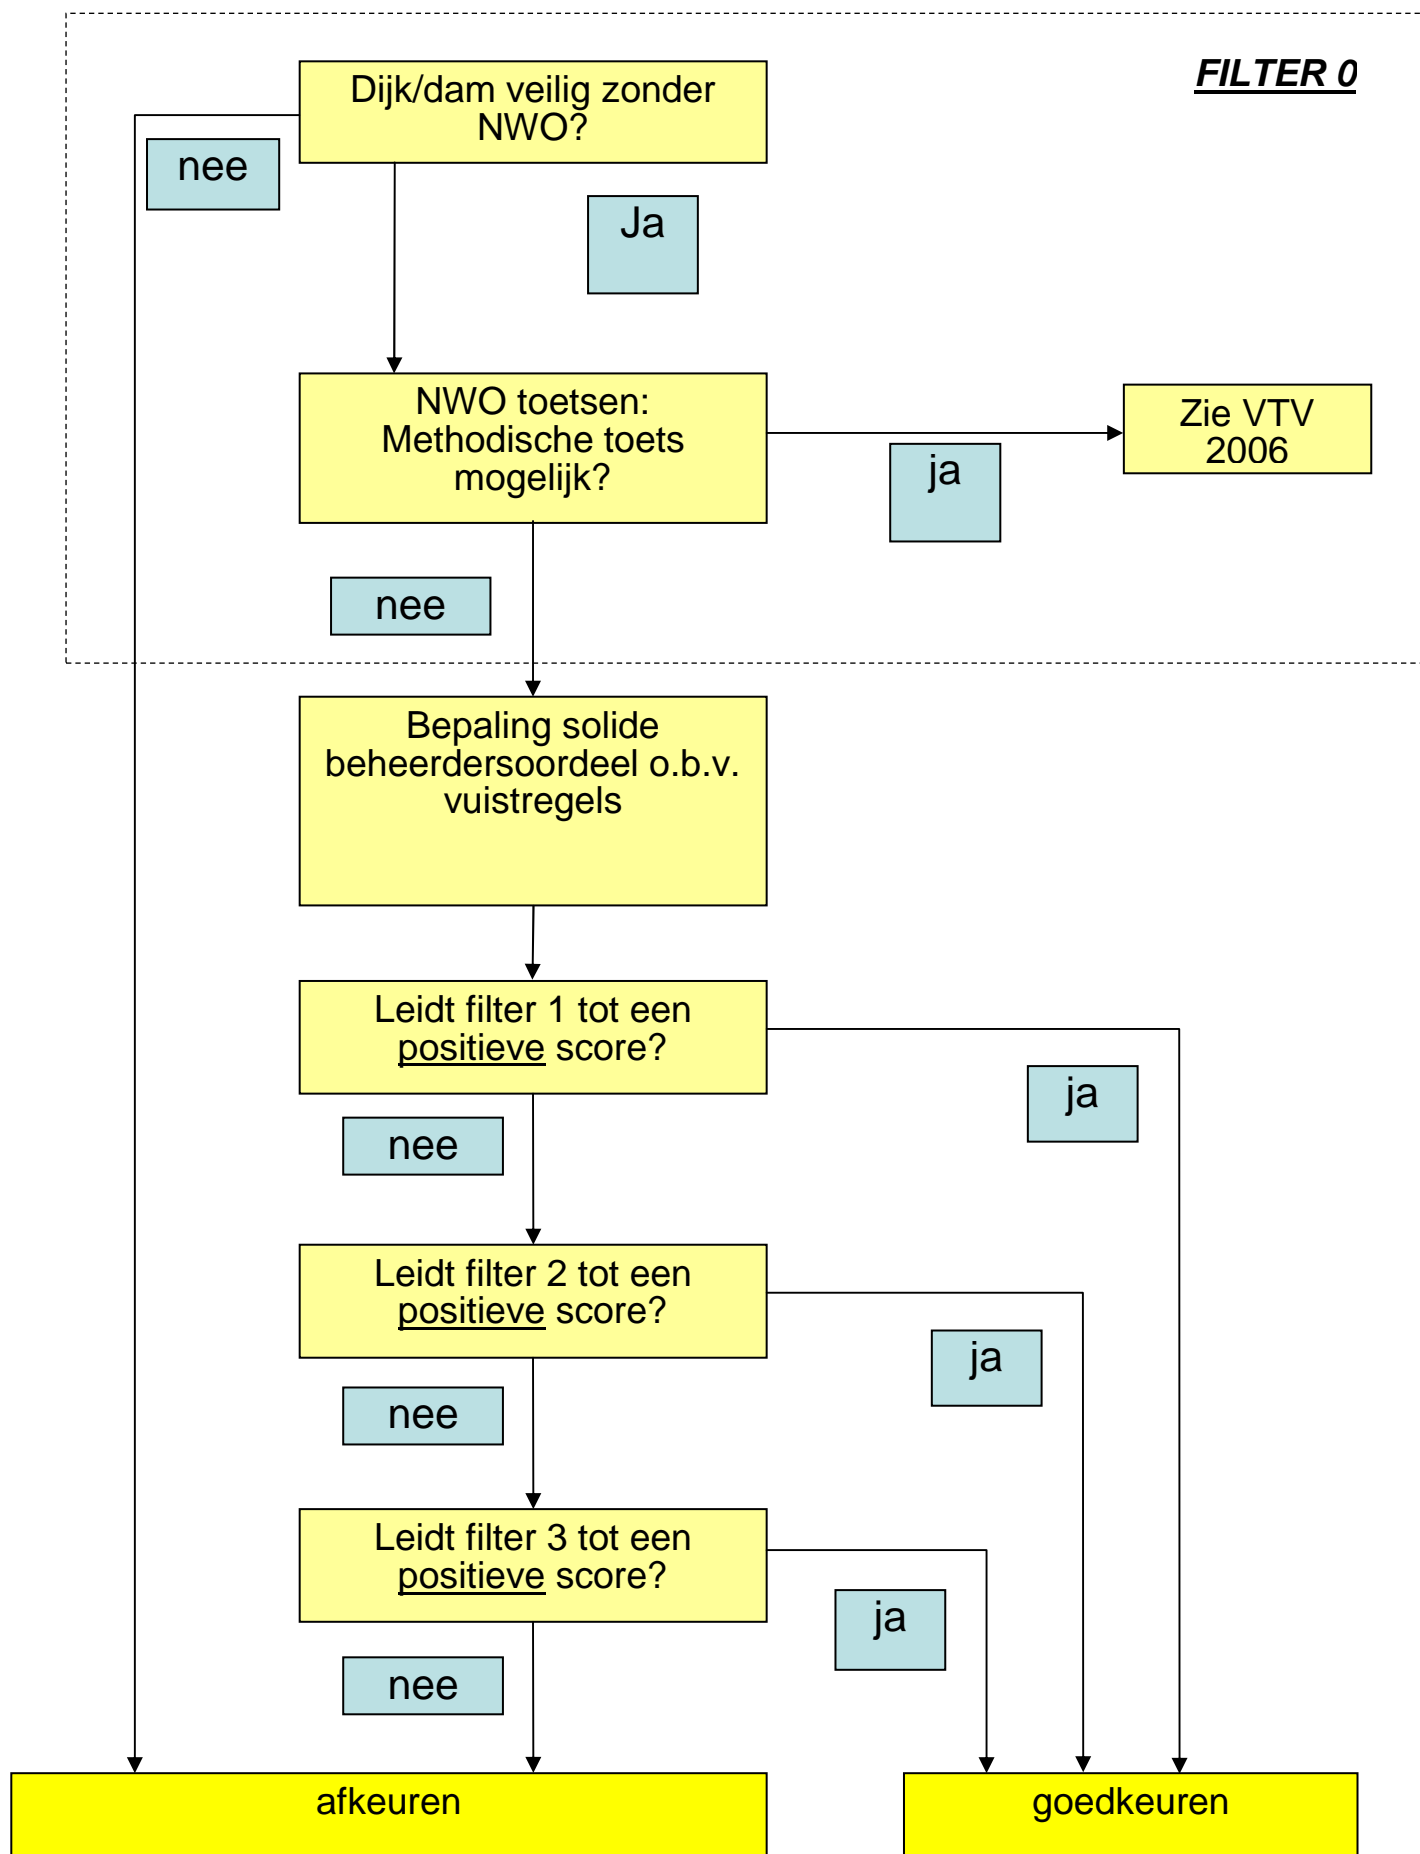 FILTER 0
Dijk/dam veilig zonder
NWO?
nee
Ja
NWO toetsen:
Methodische toets
mogelijk?
Zie VTV
2006
ja
nee
Bepaling solide
beheerdersoordeel o.b.v.
vuistregels
Leidt filter 1 tot een
positieve score?
ja
nee
Leidt filter 2 tot een
positieve score?
ja
nee
Leidt filter 3 tot een
positieve score?
ja
nee
afkeuren
goedkeuren